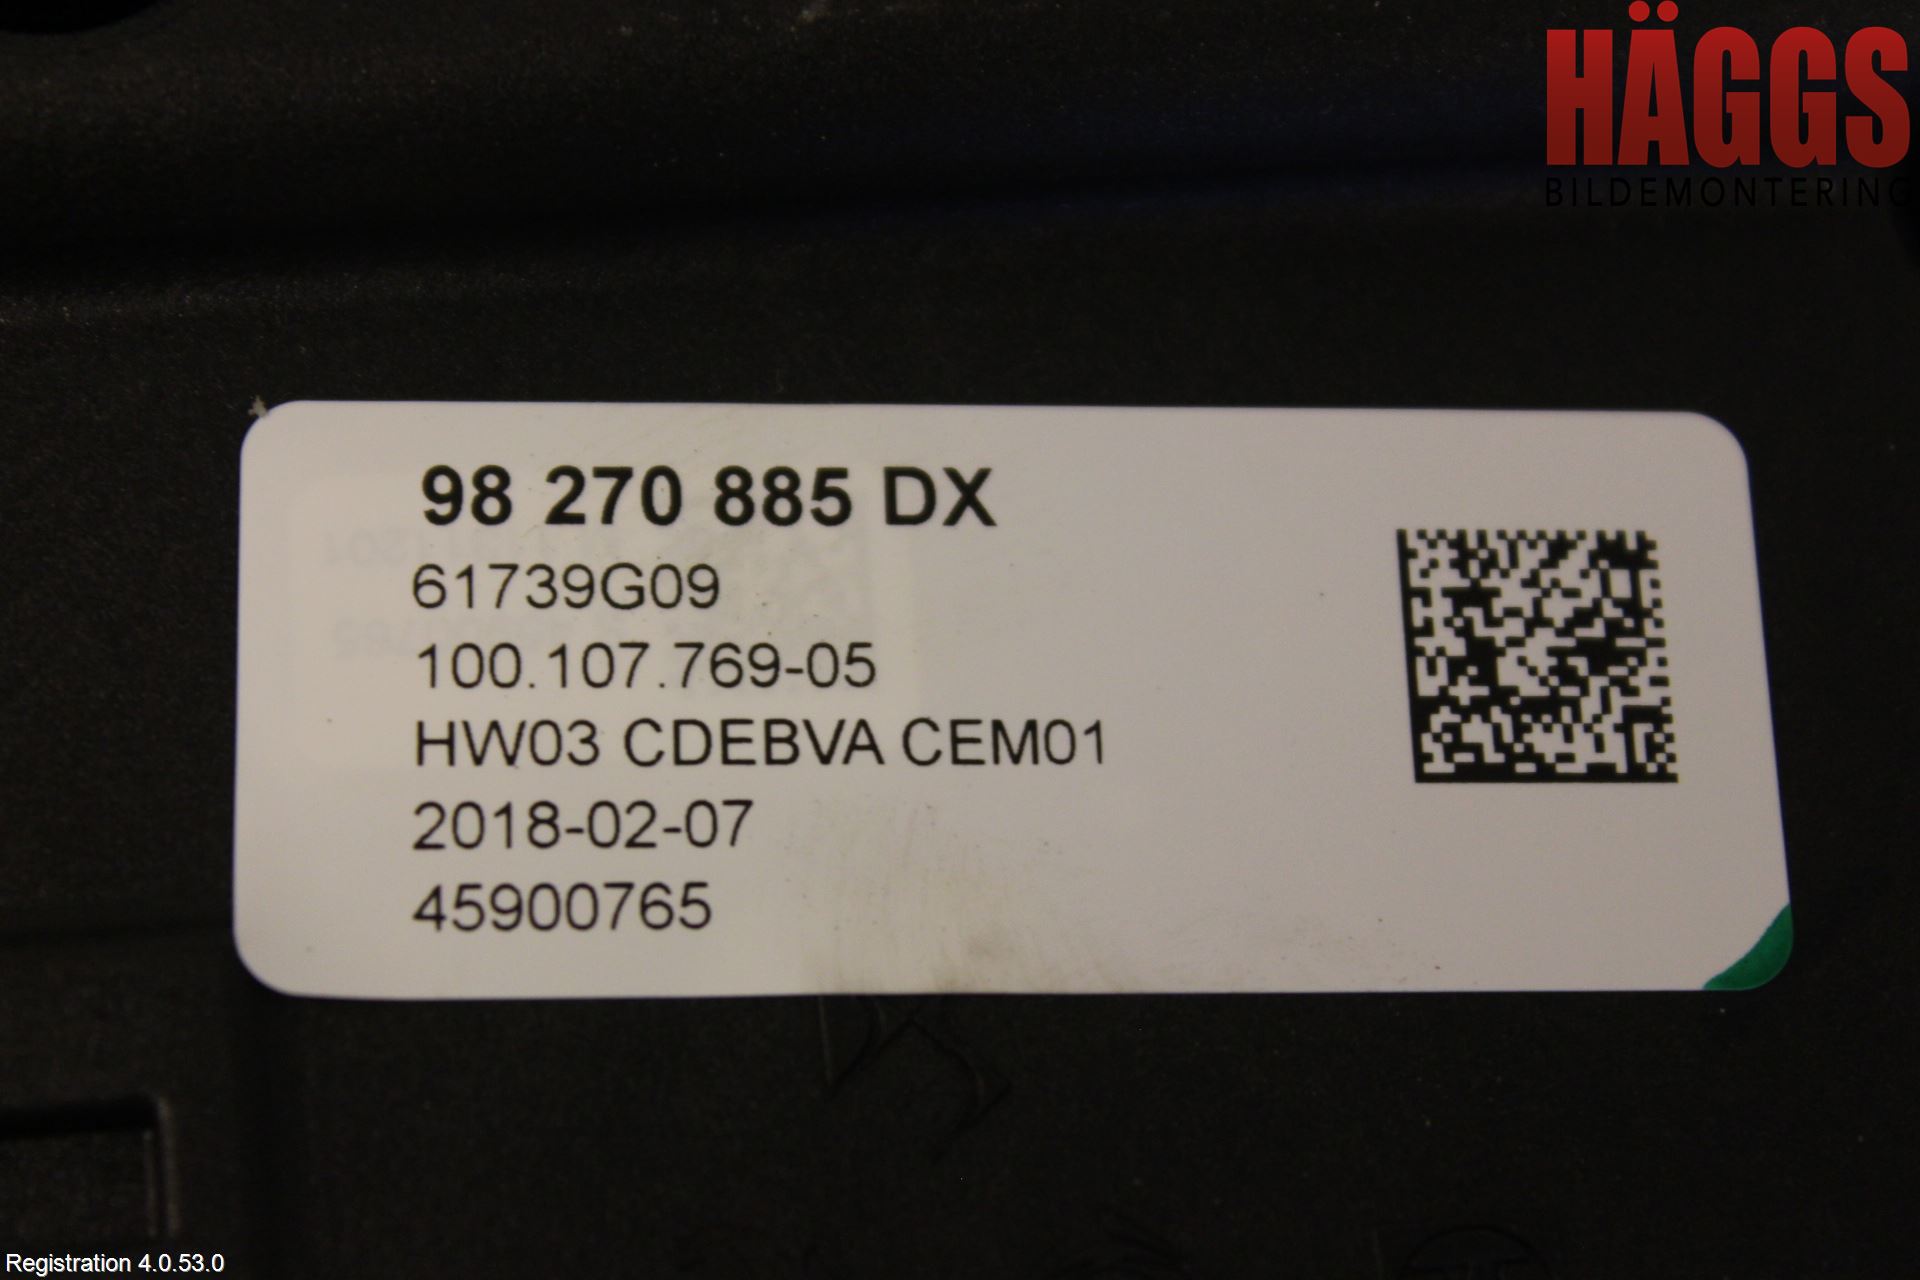 HÄGGS
BILDEMONTERING
98 270 885 DX
61739G09
100.107.769-05
HW03 CDEBVA CEM01
2018-02-07
45900765
Registration 4.0.53.0